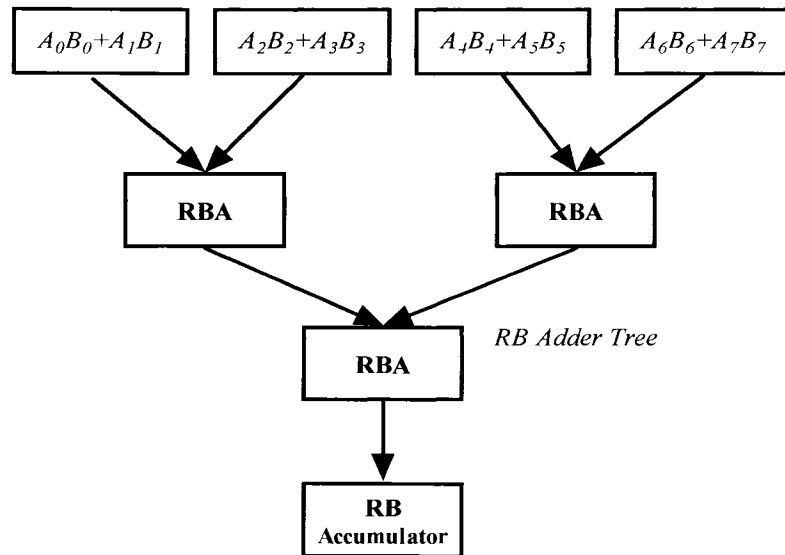 A₀B₀+A₁B₁ A₂B₂+A₃B₃ A₄B₄+A₅B₅ A₆B₆+A₇B₇
RBA RBA
RB Adder Tree
RBA
RB
Accumulator